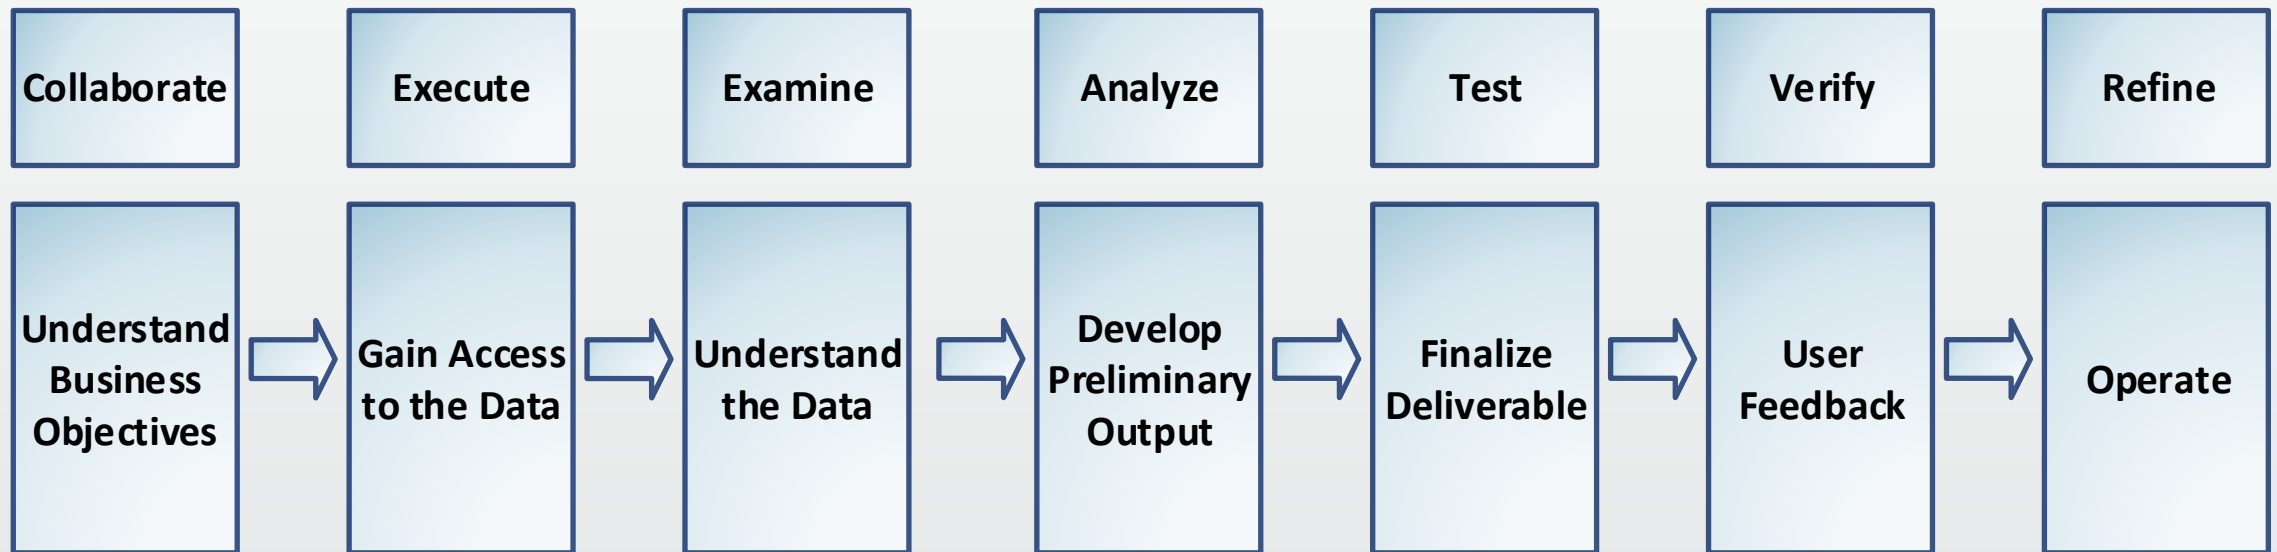 Collaborate
Execute
Examine
Analyze
Test
Verify
Refine
Understand
Business
Objectives
Gain Access
to the Data
Understand
the Data
Develop
Preliminary
Output
Finalize
Deliverable
User
Feedback
Operate